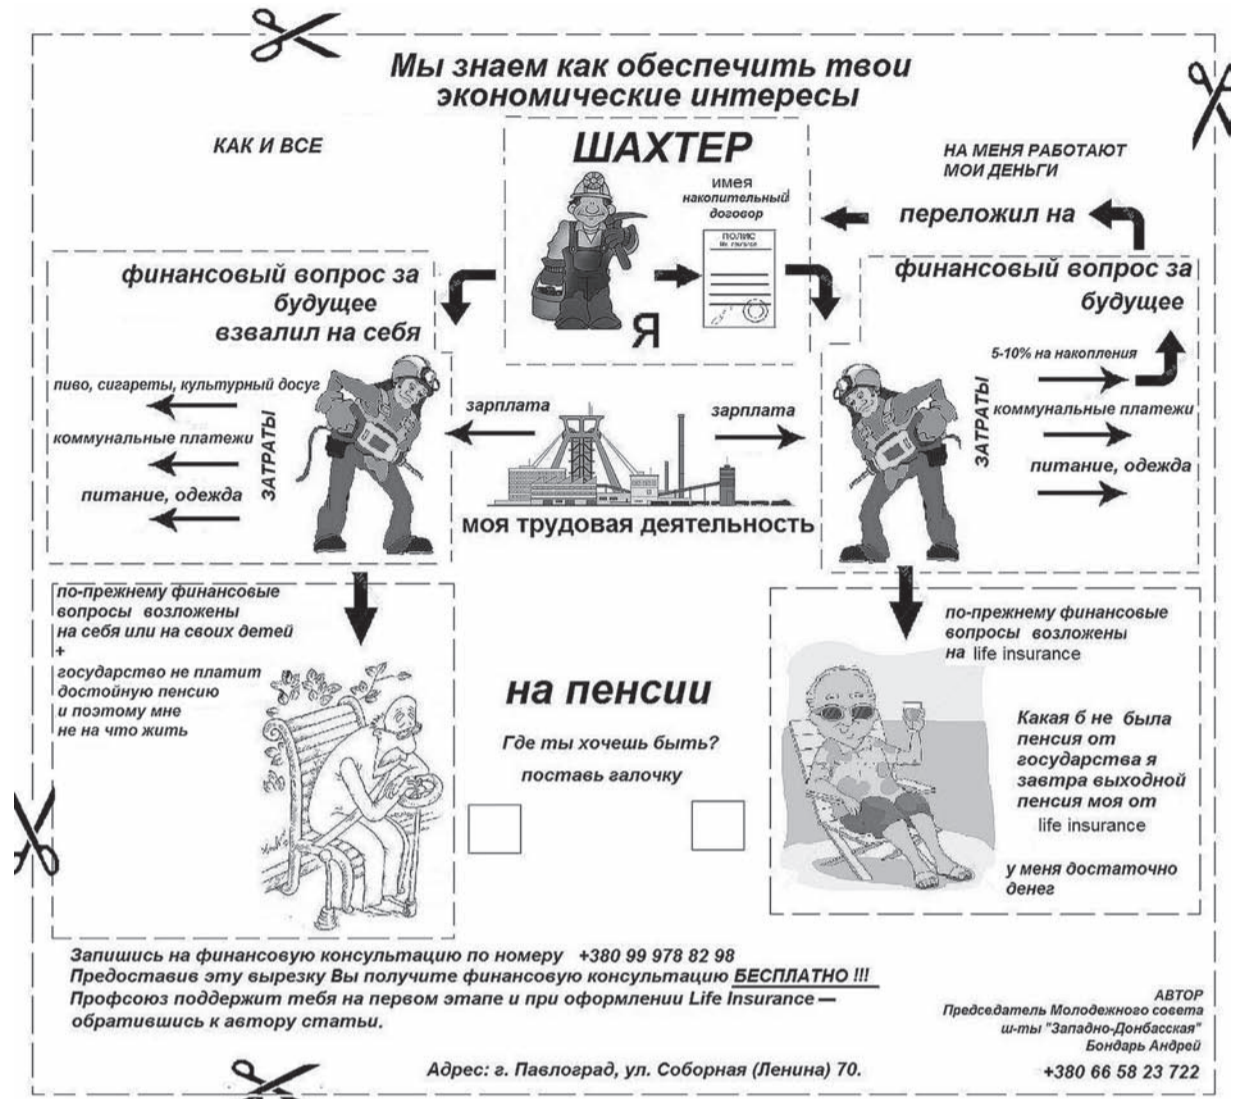 Мы знаем как обеспечить твои
экономические интересы
КАК И ВСЕ
ШАХТЕР
имея
накопительный
договор
ПОЛИС
Я
НА МЕНЯ РАБОТАЮТ
МОИ ДЕНЬГИ
переложил на
финансовый вопрос за
будущее
взвалил на себя
финансовый вопрос за
будущее
пиво, сигареты, культурный досуг
коммунальные платежи
питание, одежда
ЗАТРАТЫ
зарплата
зарплата
моя трудовая деятельность
ЗАТРАТЫ
5-10% на накопления
коммунальные платежи
питание, одежда
по-прежнему финансовые
вопросы возложены
на себя или на своих детей
+
государство не платит
достойную пенсию
и поэтому мне
не на что жить
на пенсии
Где ты хочешь быть?
поставь галочку
по-прежнему финансовые
вопросы возложены
на life insurance
Какая б не была
пенсия от
государства я
завтра выходной
пенсия моя от
life insurance
у меня достаточно
денег
Запишись на финансовую консультацию по номеру +380 99 978 82 98
Предоставив эту вырезку Вы получите финансовую консультацию БЕСПЛАТНО !!!
Профсоюз поддержит тебя на первом этапе и при оформлении Life Insurance —
обратившись к автору статьи.
АВТОР
Председатель Молодежного совета
ш-ты "Западно-Донбасская"
Бондарь Андрей
+380 66 58 23 722
Адрес: г. Павлоград, ул. Соборная (Ленина) 70.